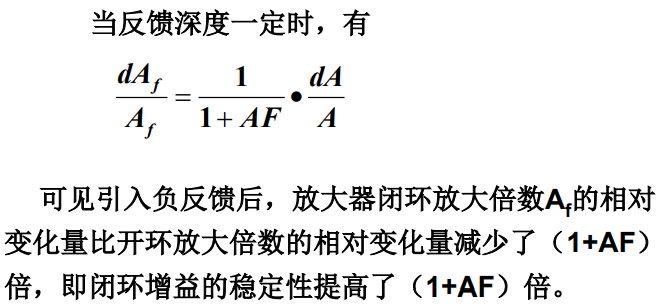 当反馈深度一定时，有
dA_f/A_f = 1/(1 + AF) • dA/A
可见引入负反馈后，放大器闭环放大倍数A_f的相对
变化量比开环放大倍数的相对变化量减少了（1+AF）
倍，即闭环增益的稳定性提高了（1+AF）倍。